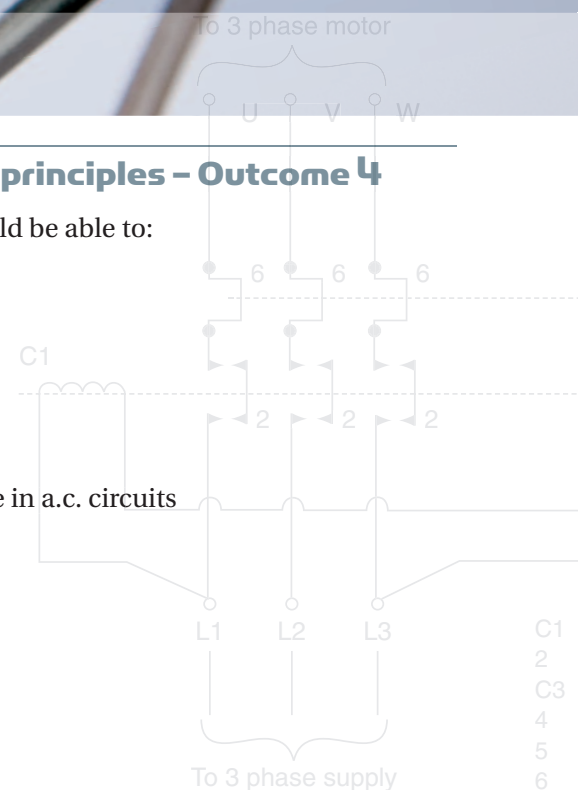 To 3 phase motor
U V W
principles – Outcome 4
ld be able to:
6 6 6
C1
2 2 2
e in a.c. circuits
L1 L2 L3
C1
2
C3
4
5
6
To 3 phase supply